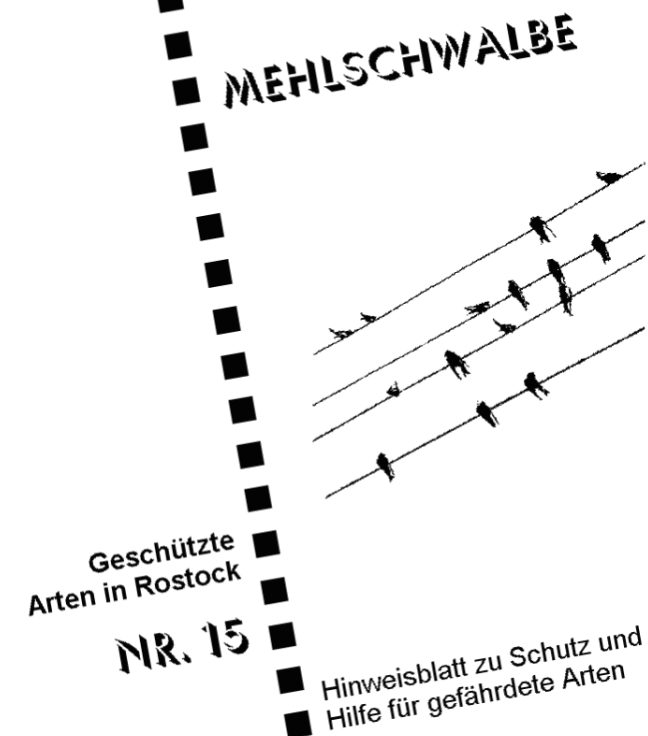 MEHLSCHWALBE
Geschützte
Arten in Rostock
NR. 15
Hinweisblatt zu Schutz und
Hilfe für gefährdete Arten